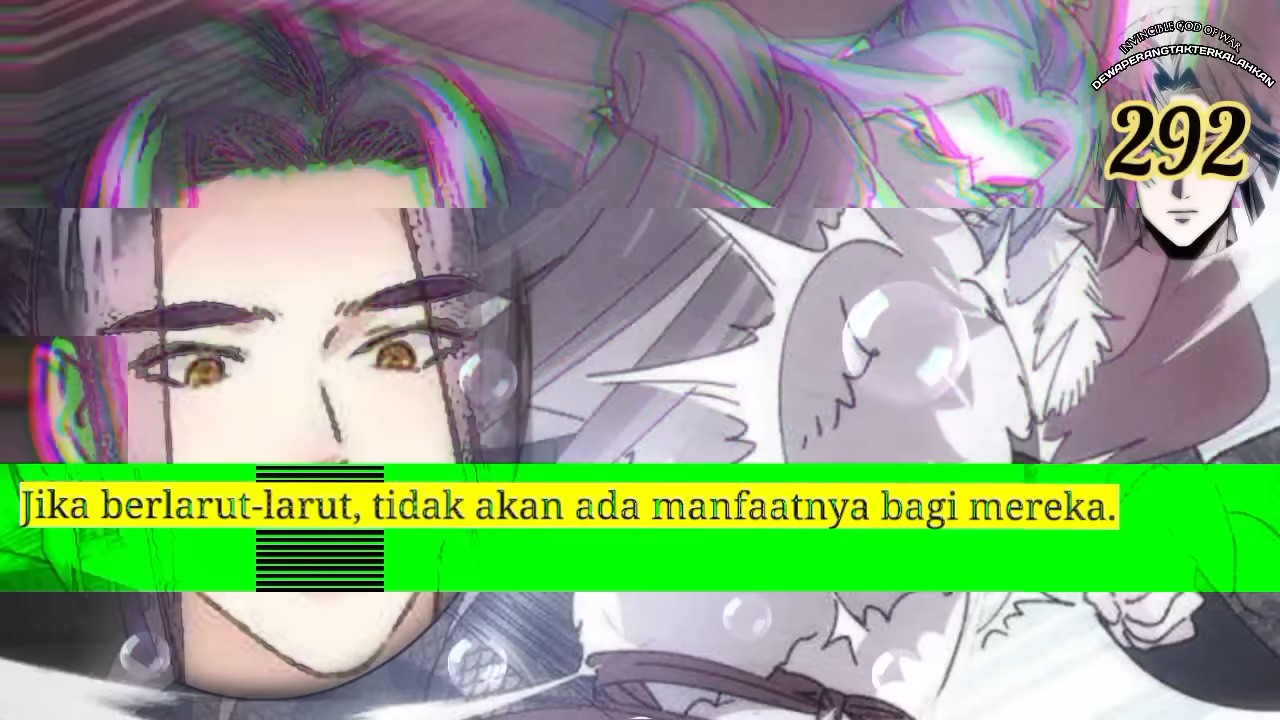 INVINCIBLE GOD OF WAR
DEWAPERANGTAKTERKALAHKAN
292
Jika berlarut-larut, tidak akan ada manfaatnya bagi mereka.